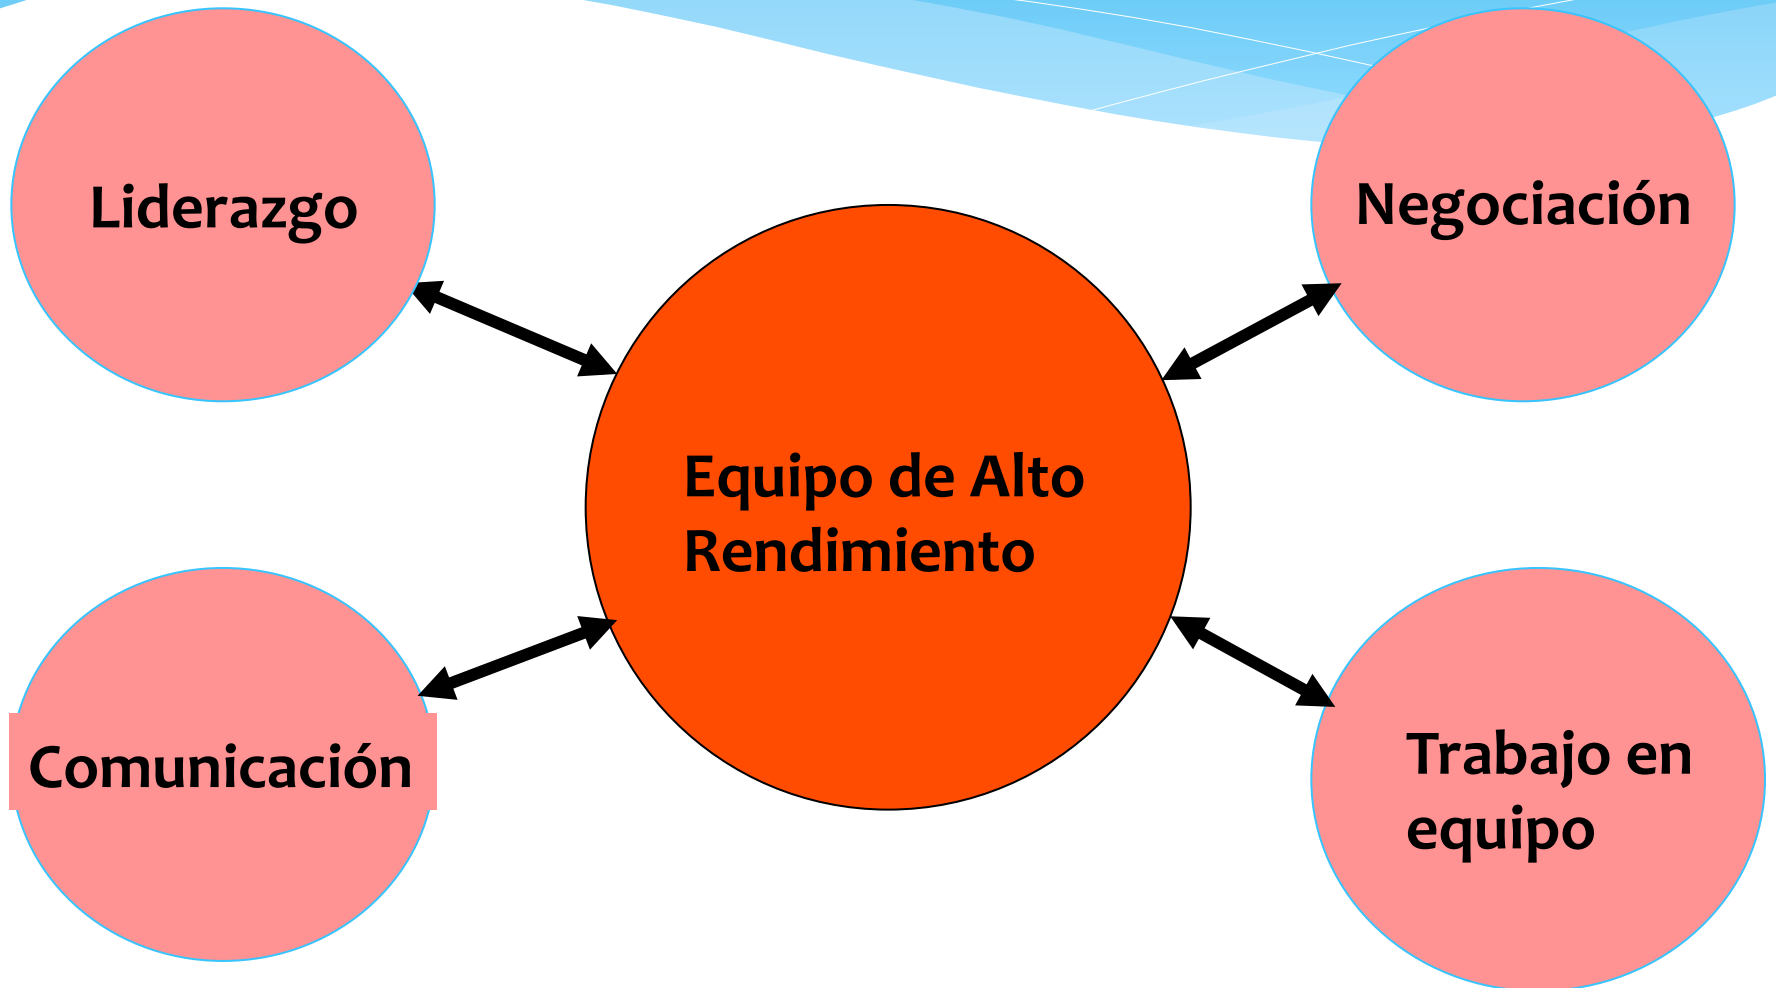 Liderazgo
Negociación
Equipo de Alto
Rendimiento
Comunicación
Trabajo en
equipo